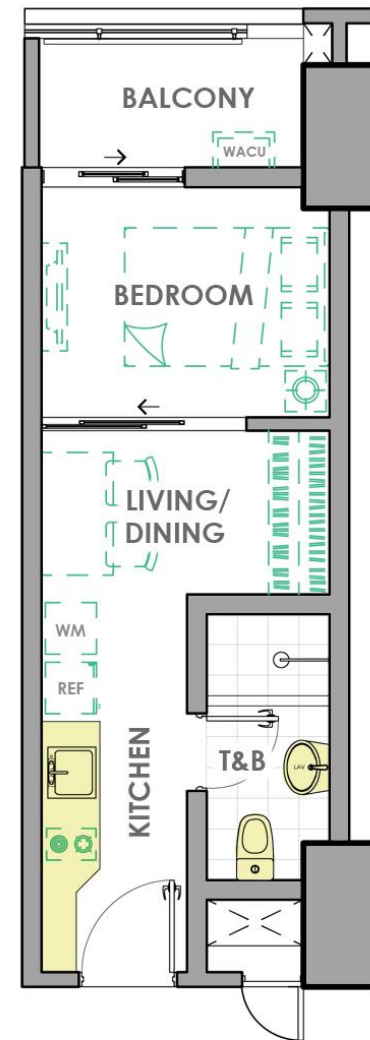 BALCONY
WACU
BEDROOM
LIVING/
DINING
WM
REF
KITCHEN
T&B
LAV